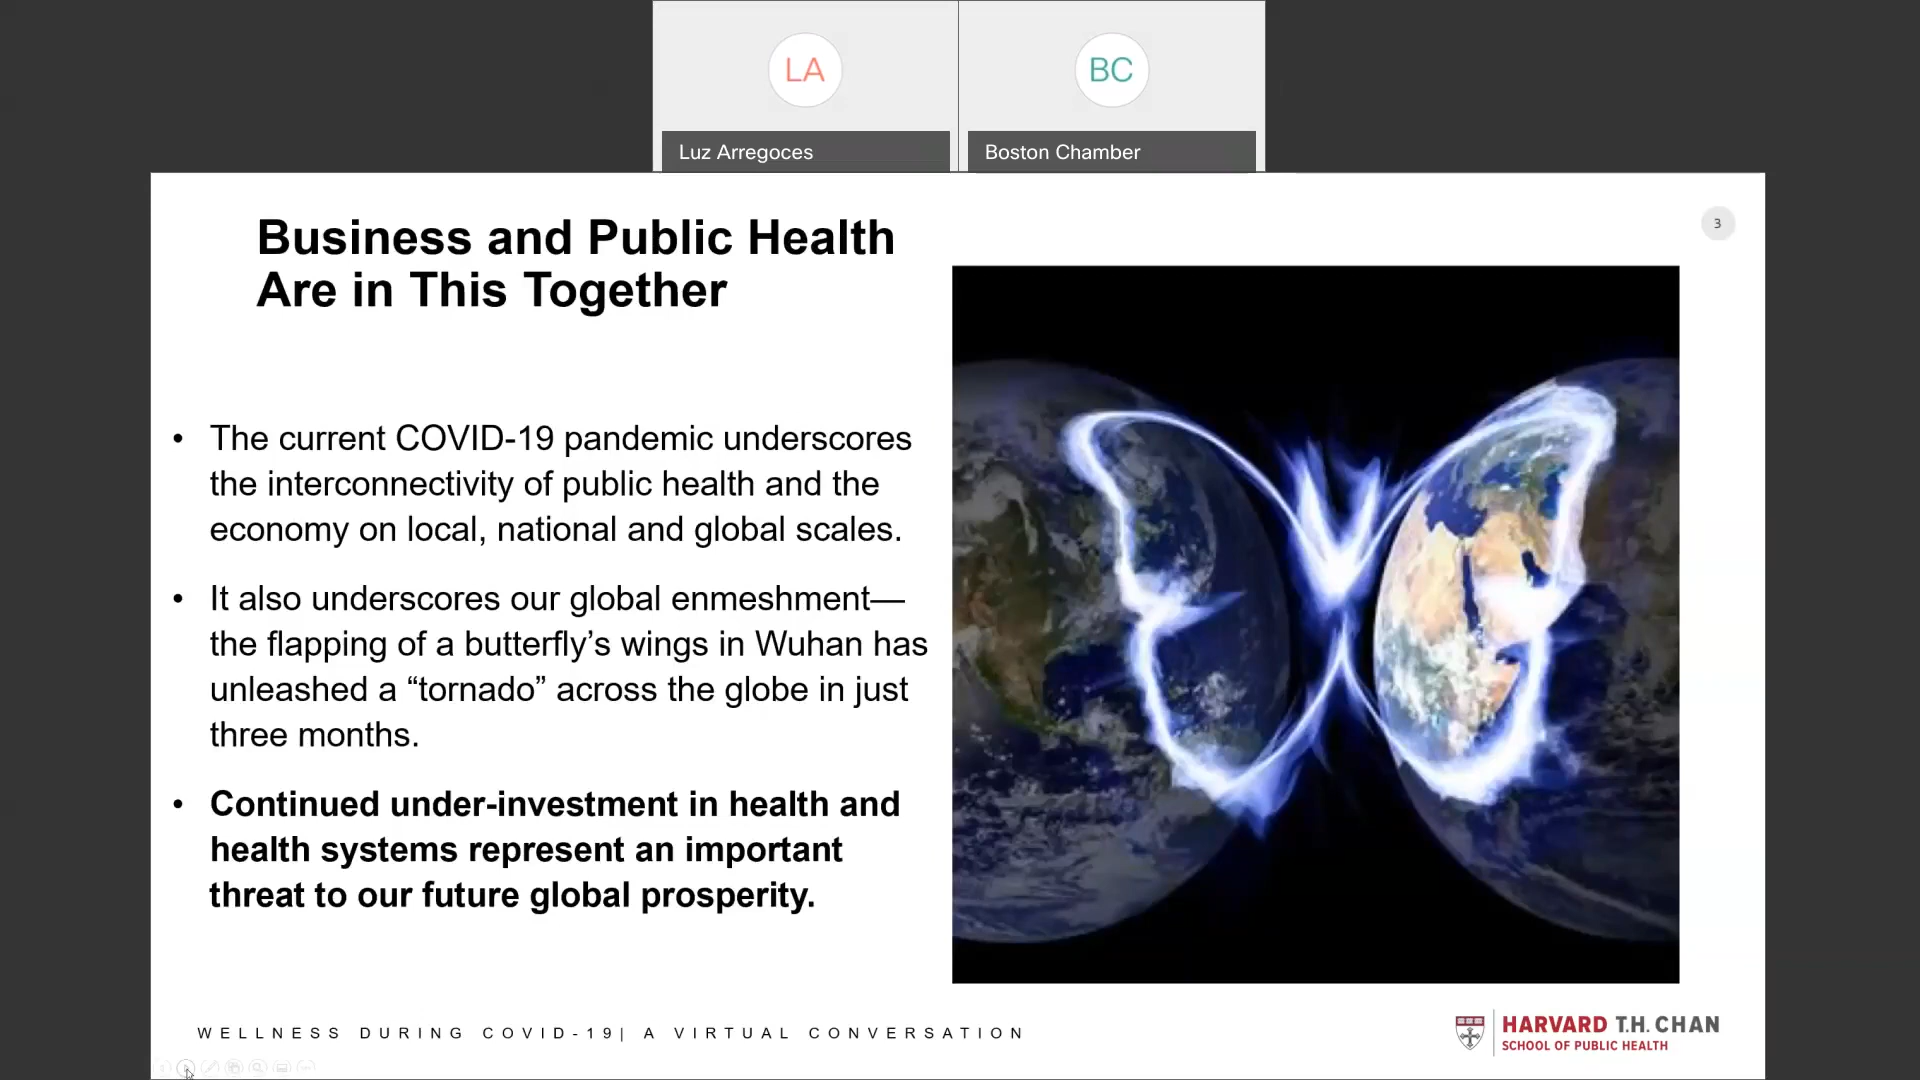 LA
BC
Luz Arregoces
Boston Chamber
Business and Public Health
Are in This Together
3
• The current COVID-19 pandemic underscores
the interconnectivity of public health and the
economy on local, national and global scales.
• It also underscores our global enmeshment—
the flapping of a butterfly’s wings in Wuhan has
unleashed a “tornado” across the globe in just
three months.
• Continued under-investment in health and
health systems represent an important
threat to our future global prosperity.
WELLNESS DURING COVID-19| A VIRTUAL CONVERSATION
HARVARD T.H. CHAN
SCHOOL OF PUBLIC HEALTH